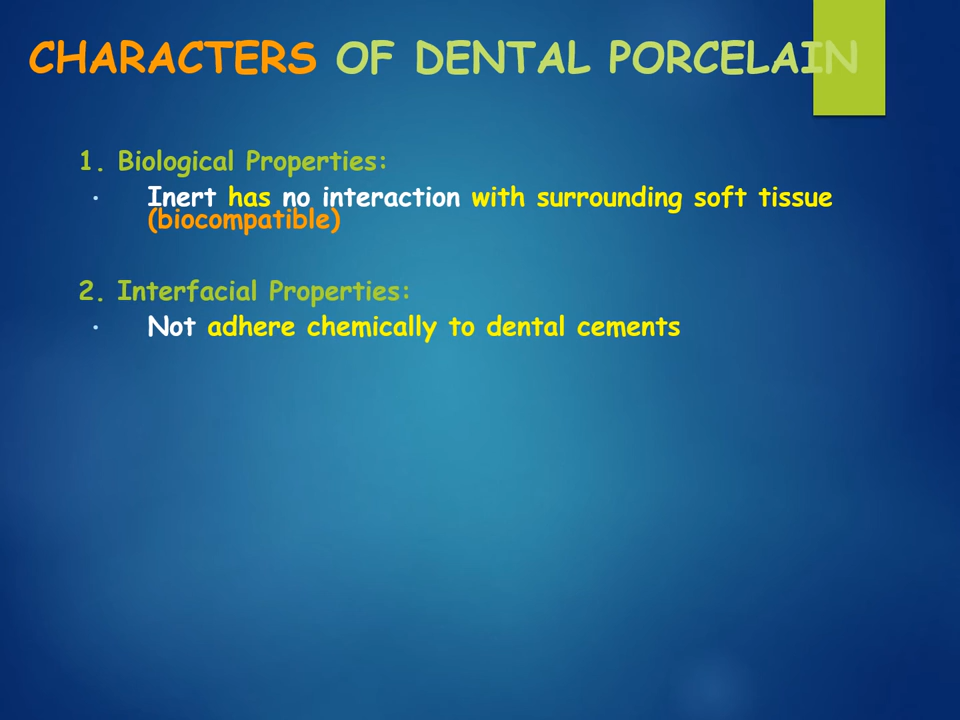 CHARACTERS OF DENTAL PORCELAIN
1. Biological Properties:
• Inert has no interaction with surrounding soft tissue
(biocompatible)
2. Interfacial Properties:
• Not adhere chemically to dental cements